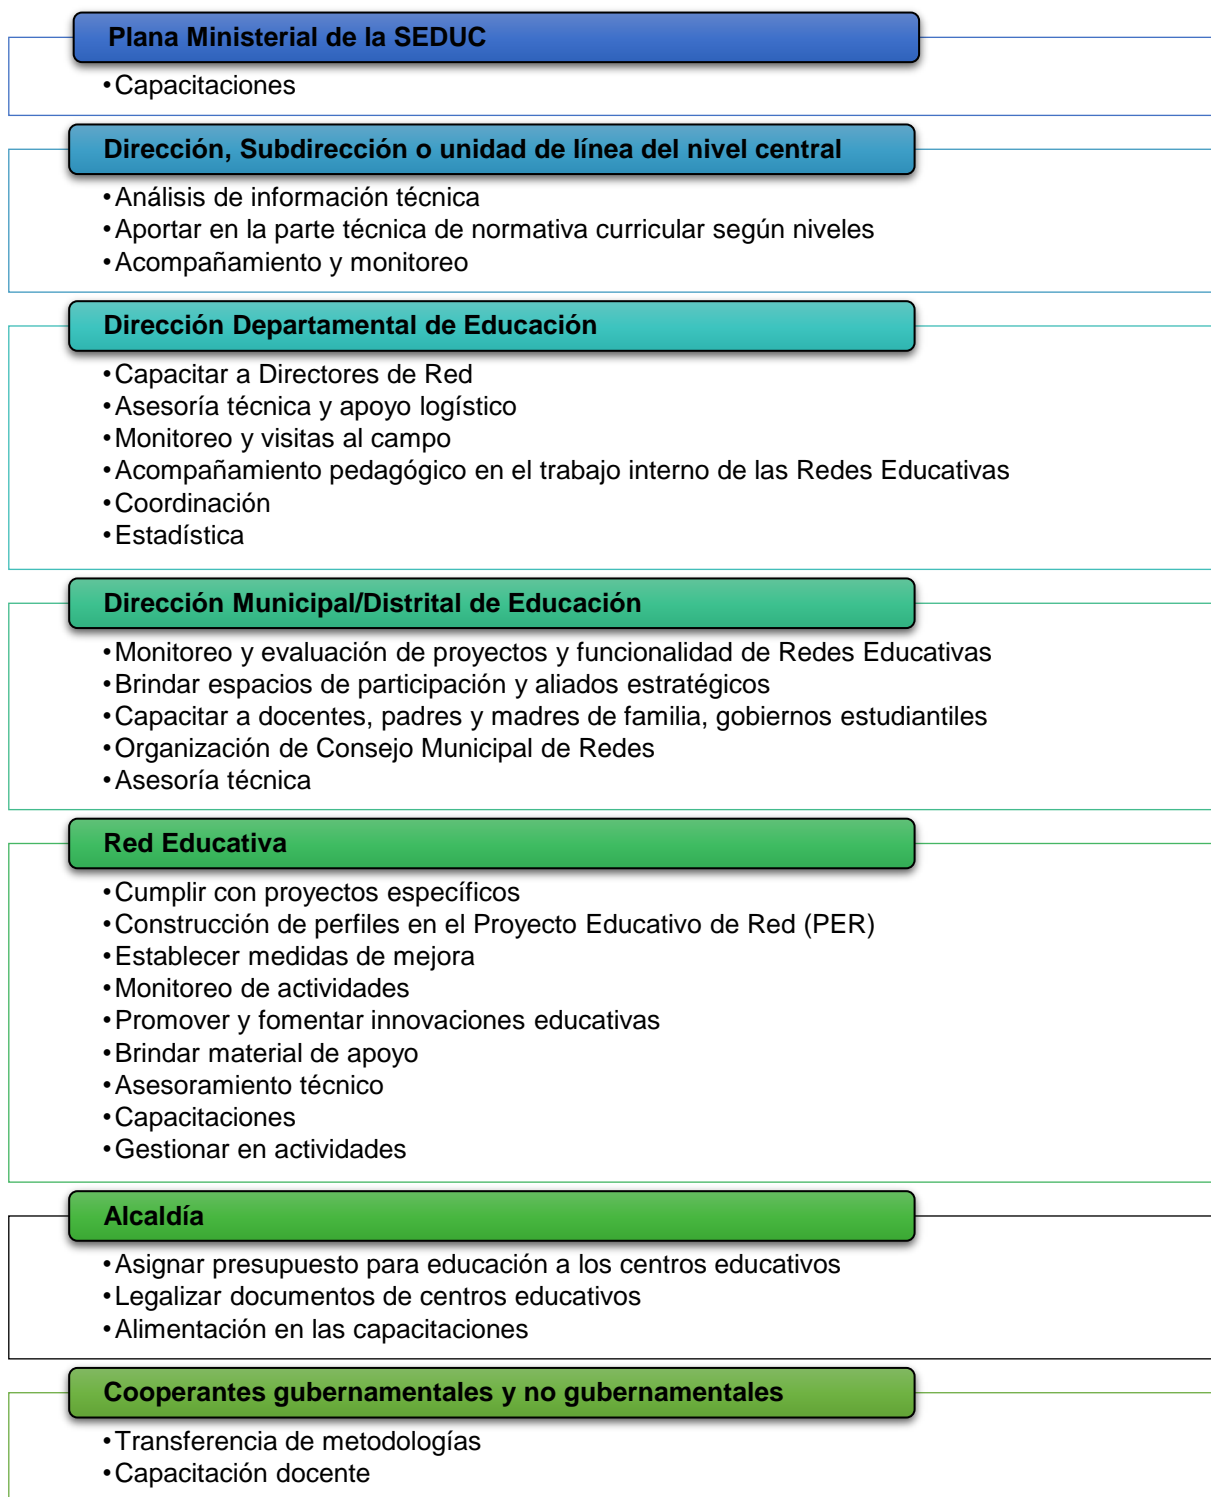 Plana Ministerial de la SEDUC
•Capacitaciones
Dirección, Subdirección o unidad de línea del nivel central
•Análisis de información técnica
•Aportar en la parte técnica de normativa curricular según niveles
•Acompañamiento y monitoreo
Dirección Departamental de Educación
•Capacitar a Directores de Red
•Asesoría técnica y apoyo logístico
•Monitoreo y visitas al campo
•Acompañamiento pedagógico en el trabajo interno de las Redes Educativas
•Coordinación
•Estadística
Dirección Municipal/Distrital de Educación
•Monitoreo y evaluación de proyectos y funcionalidad de Redes Educativas
•Brindar espacios de participación y aliados estratégicos
•Capacitar a docentes, padres y madres de familia, gobiernos estudiantiles
•Organización de Consejo Municipal de Redes
•Asesoría técnica
Red Educativa
•Cumplir con proyectos específicos
•Construcción de perfiles en el Proyecto Educativo de Red (PER)
•Establecer medidas de mejora
•Monitoreo de actividades
•Promover y fomentar innovaciones educativas
•Brindar material de apoyo
•Asesoramiento técnico
•Capacitaciones
•Gestionar en actividades
Alcaldía
•Asignar presupuesto para educación a los centros educativos
•Legalizar documentos de centros educativos
•Alimentación en las capacitaciones
Cooperantes gubernamentales y no gubernamentales
•Transferencia de metodologías
•Capacitación docente